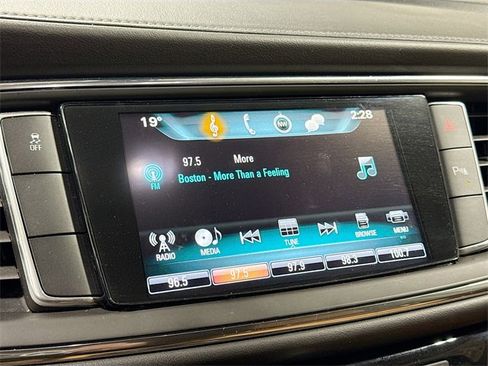 19° NW 2:28
OFF
97.5 More
Boston - More Than a Feeling
FM
RADIO MEDIA TUNE BROWSE MENU
96.5 97.5 97.9 98.3 100.7